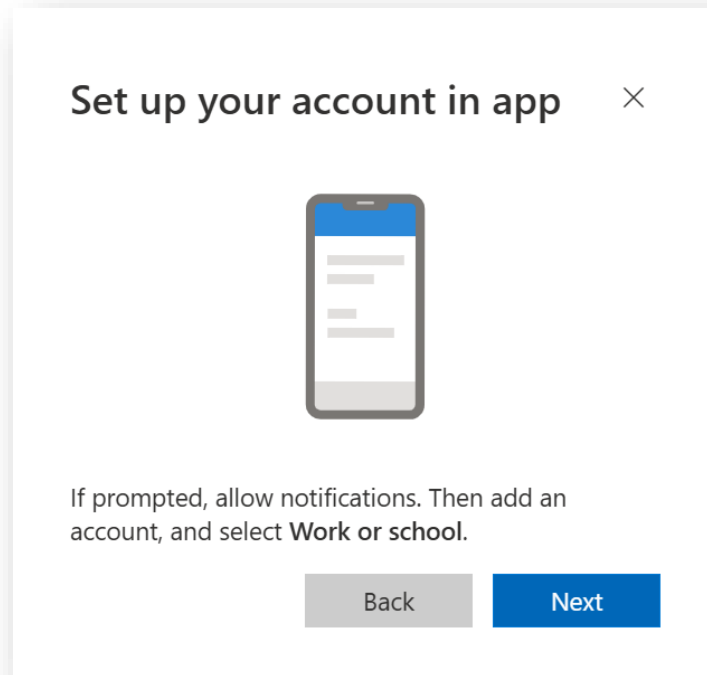 Set up your account in app
If prompted, allow notifications. Then add an
account, and select Work or school.
Back
Next